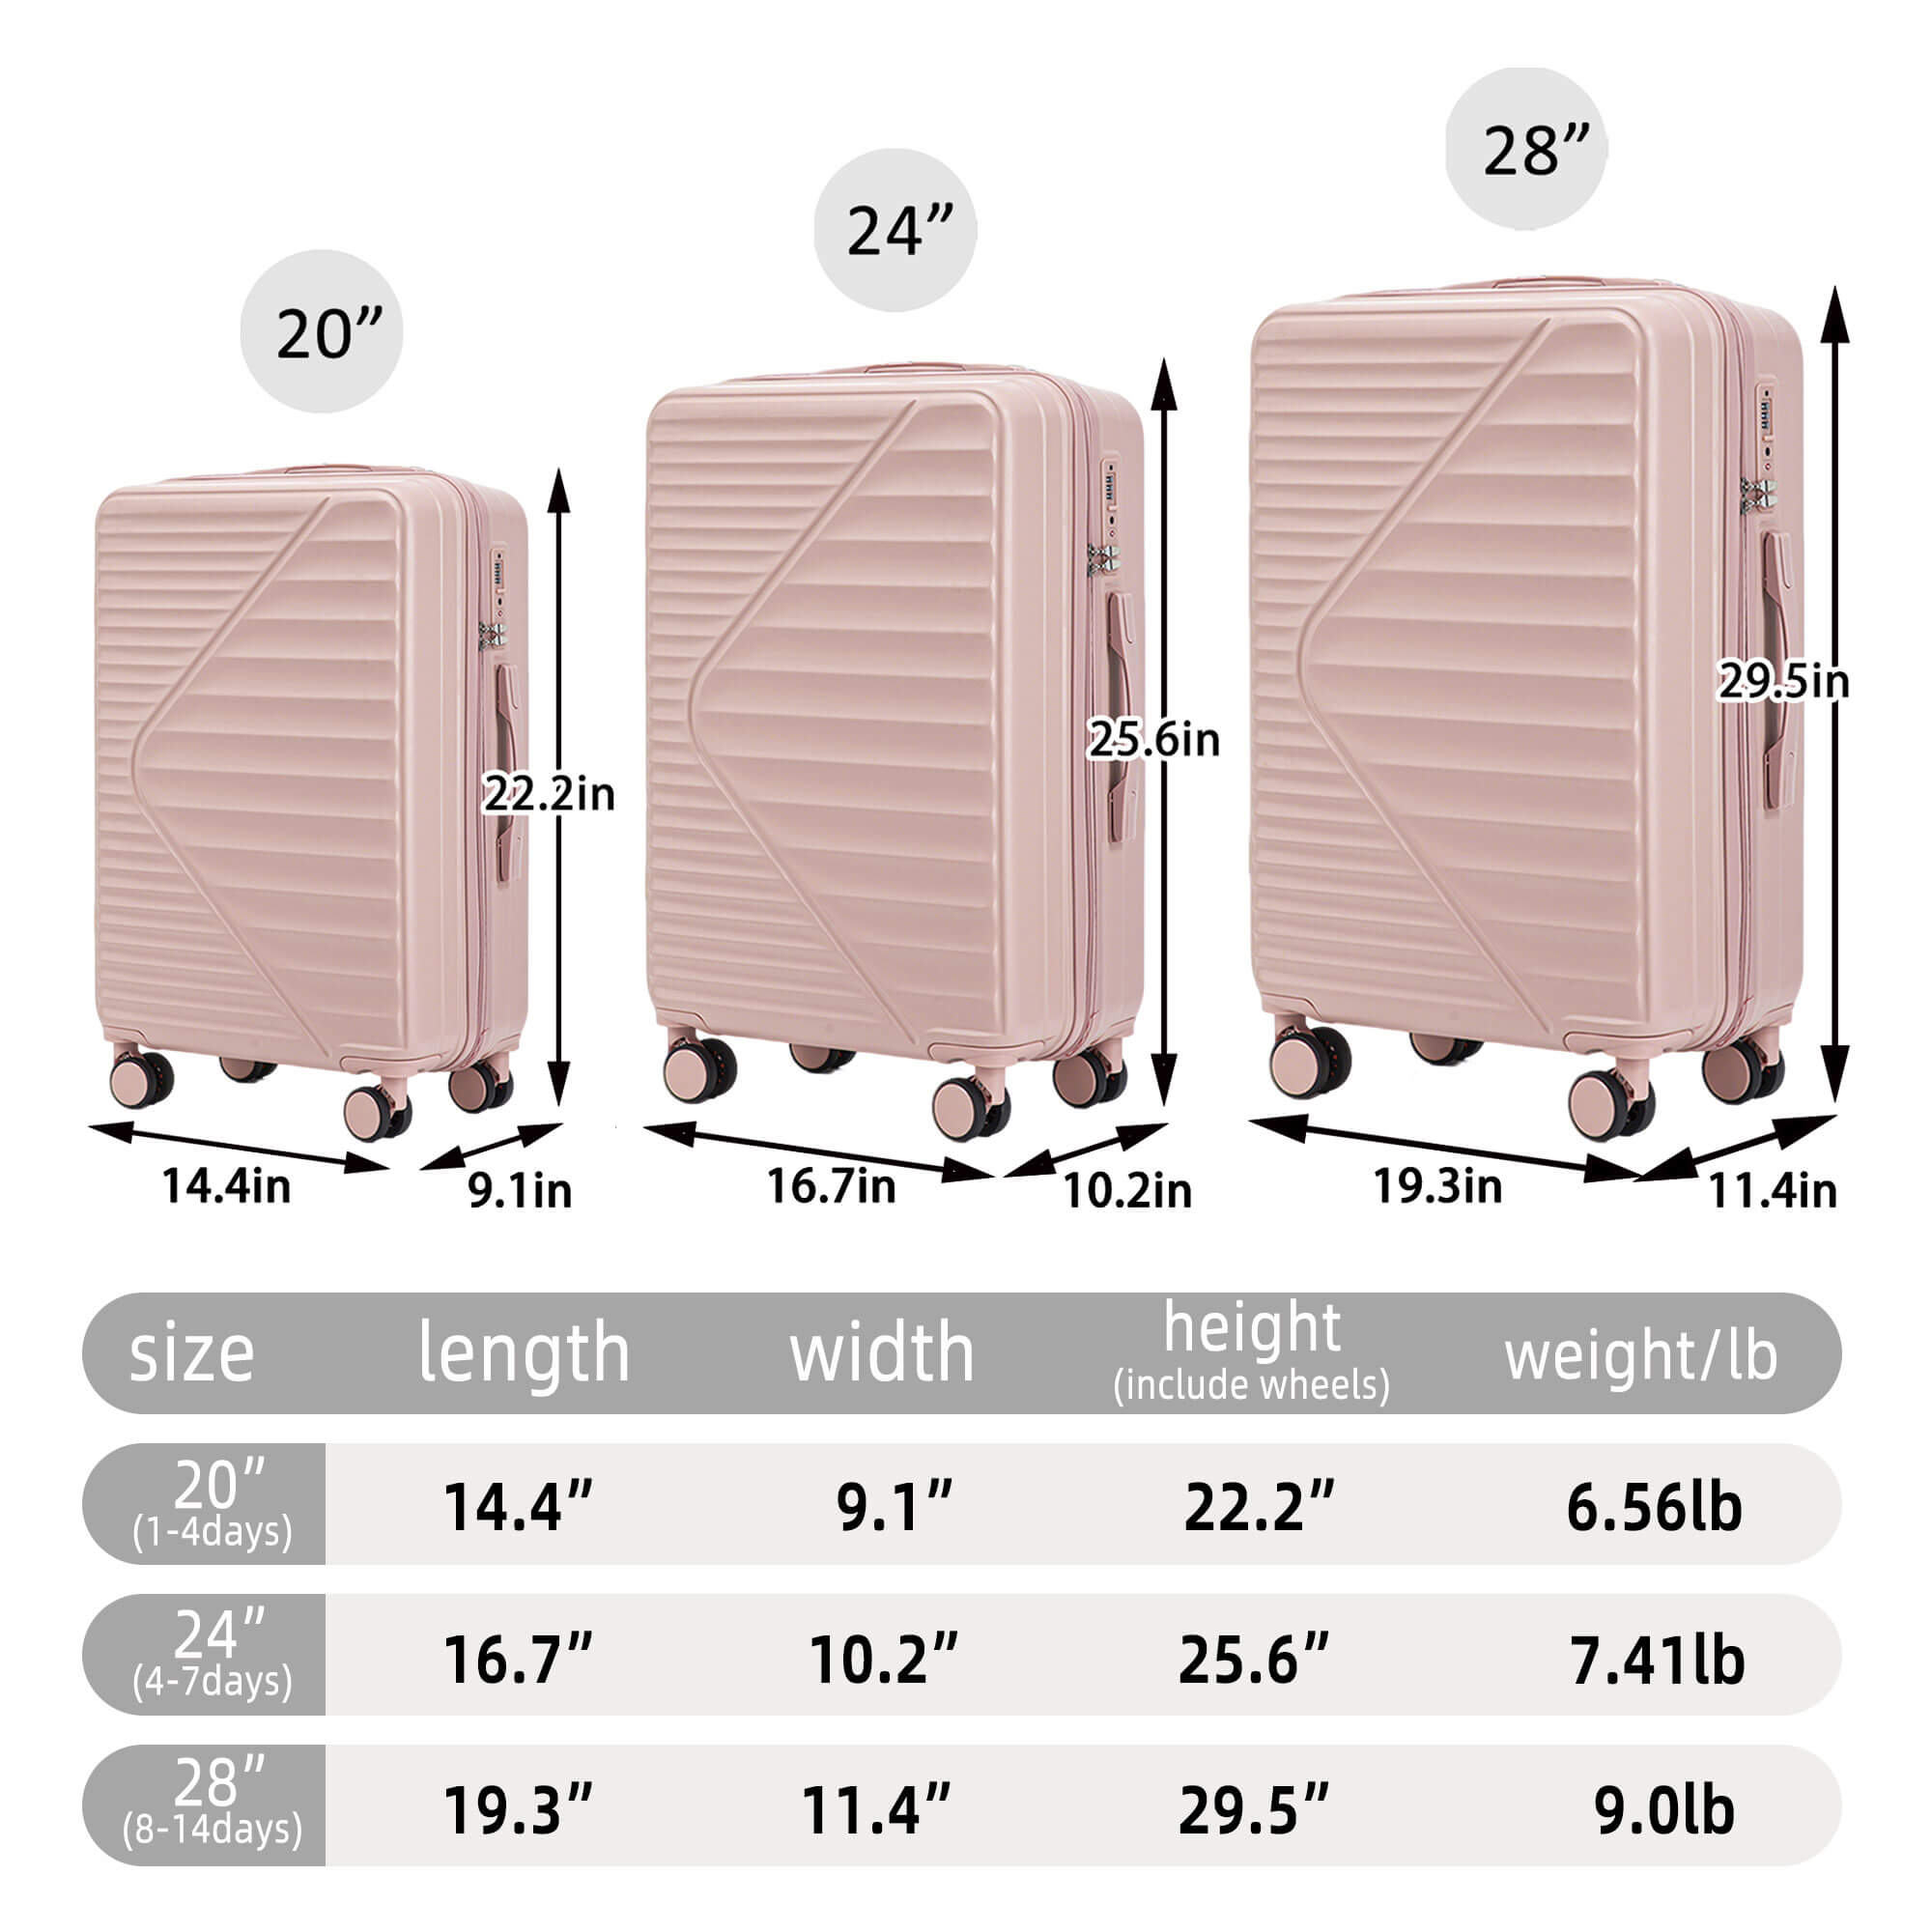 28”
24”
20”
29.5in
25.6in
22.2in
14.4in
9.1in
16.7in
10.2in
19.3in
11.4in
size length width height weight/lb
(include wheels)
20” 14.4” 9.1” 22.2” 6.56lb
(1-4days)
24” 16.7” 10.2” 25.6” 7.41lb
(4-7days)
28” 19.3” 11.4” 29.5” 9.0lb
(8-14days)